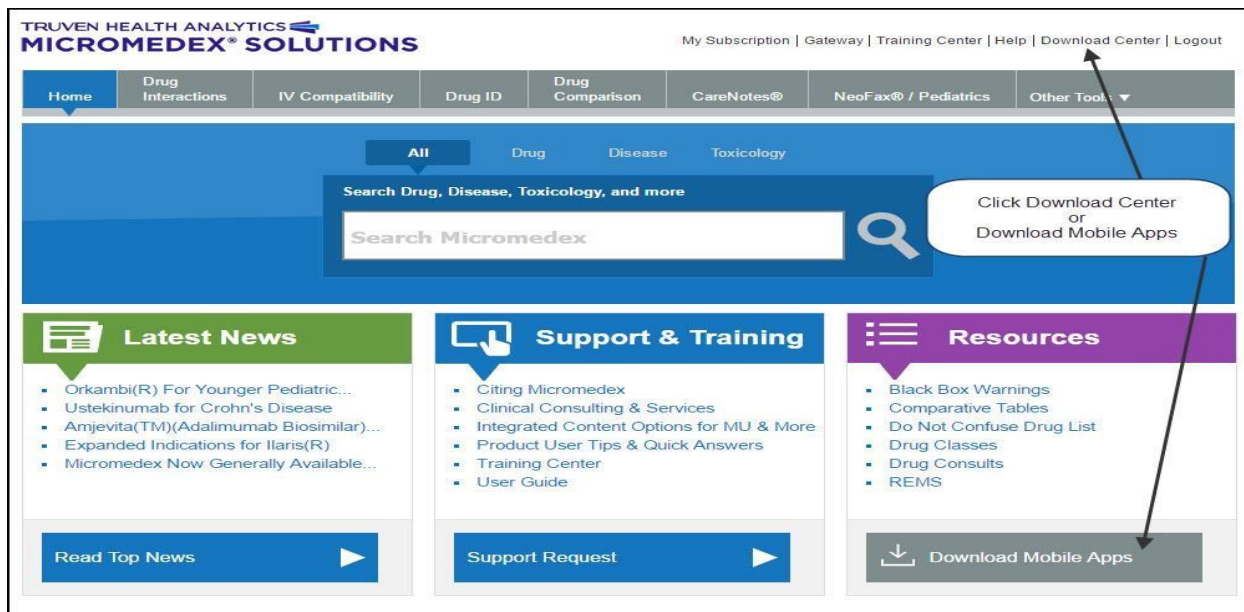 TRUVEN HEALTH ANALYTICS
MICROMEDEX® SOLUTIONS
My Subscription | Gateway | Training Center | Help | Download Center | Logout
Home
Drug
Interactions
IV Compatibility
Drug ID
Drug
Comparison
CareNotes®
NeoFax® / Pediatrics
Other Tools ▼
All Drug Disease Toxicology
Search Drug, Disease, Toxicology, and more
Search Micromedex
Click Download Center
or
Download Mobile Apps
Latest News
Orkambi(R) For Younger Pediatric...
Ustekinumab for Crohn's Disease
Amjevita(TM)(Adalimumab Biosimilar)...
Expanded Indications for Ilaris(R)
Micromedex Now Generally Available...
Read Top News
Support & Training
Citing Micromedex
Clinical Consulting & Services
Integrated Content Options for MU & More
Product User Tips & Quick Answers
Training Center
User Guide
Support Request
Resources
Black Box Warnings
Comparative Tables
Do Not Confuse Drug List
Drug Classes
Drug Consults
REMS
Download Mobile Apps